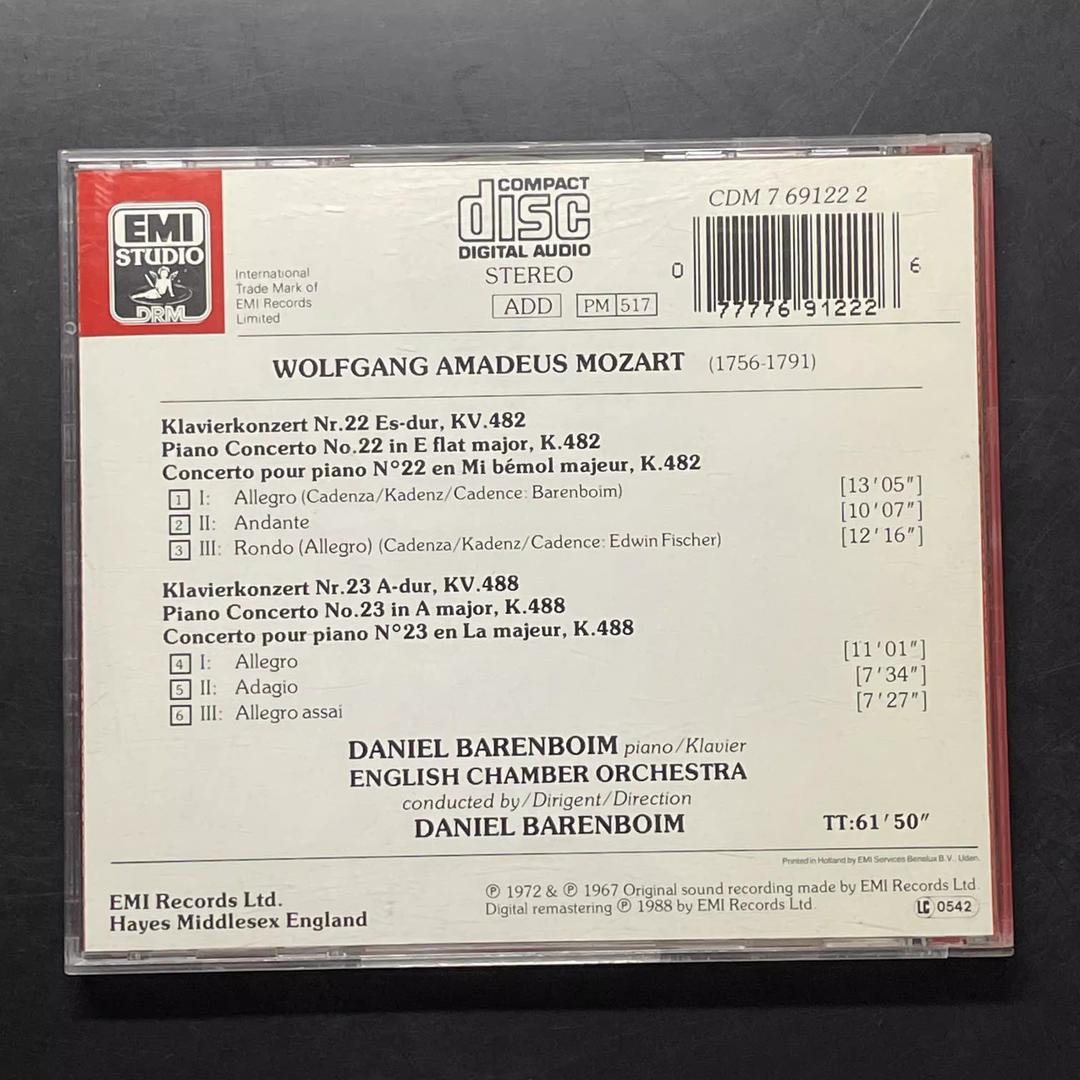 EMI
STUDIO
DRM
International
Trade Mark of
EMI Records
Limited
COMPACT
disc
DIGITAL AUDIO
STEREO
ADD PM 517
CDM 7 69122 2
0 77776 91222 6
WOLFGANG AMADEUS MOZART (1756-1791)
Klavierkonzert Nr.22 Es-dur, KV.482
Piano Concerto No.22 in E flat major, K.482
Concerto pour piano N°22 en Mi bémol majeur, K.482
1 I: Allegro (Cadenza/Kadenz/Cadence: Barenboim) [13'05"]
2 II: Andante [10'07"]
3 III: Rondo (Allegro) (Cadenza/Kadenz/Cadence: Edwin Fischer) [12'16"]
Klavierkonzert Nr.23 A-dur, KV.488
Piano Concerto No.23 in A major, K.488
Concerto pour piano N°23 en La majeur, K.488
4 I: Allegro [11'01"]
5 II: Adagio [7'34"]
6 III: Allegro assai [7'27"]
DANIEL BARENBOIM piano/Klavier
ENGLISH CHAMBER ORCHESTRA
conducted by/Dirigent/Direction
DANIEL BARENBOIM TT:61'50"
Printed in Holland by EMI Services Benelux B.V., Uden.
EMI Records Ltd.
Hayes Middlesex England
℗ 1972 & ℗ 1967 Original sound recording made by EMI Records Ltd.
Digital remastering ℗ 1988 by EMI Records Ltd.
LC 0542